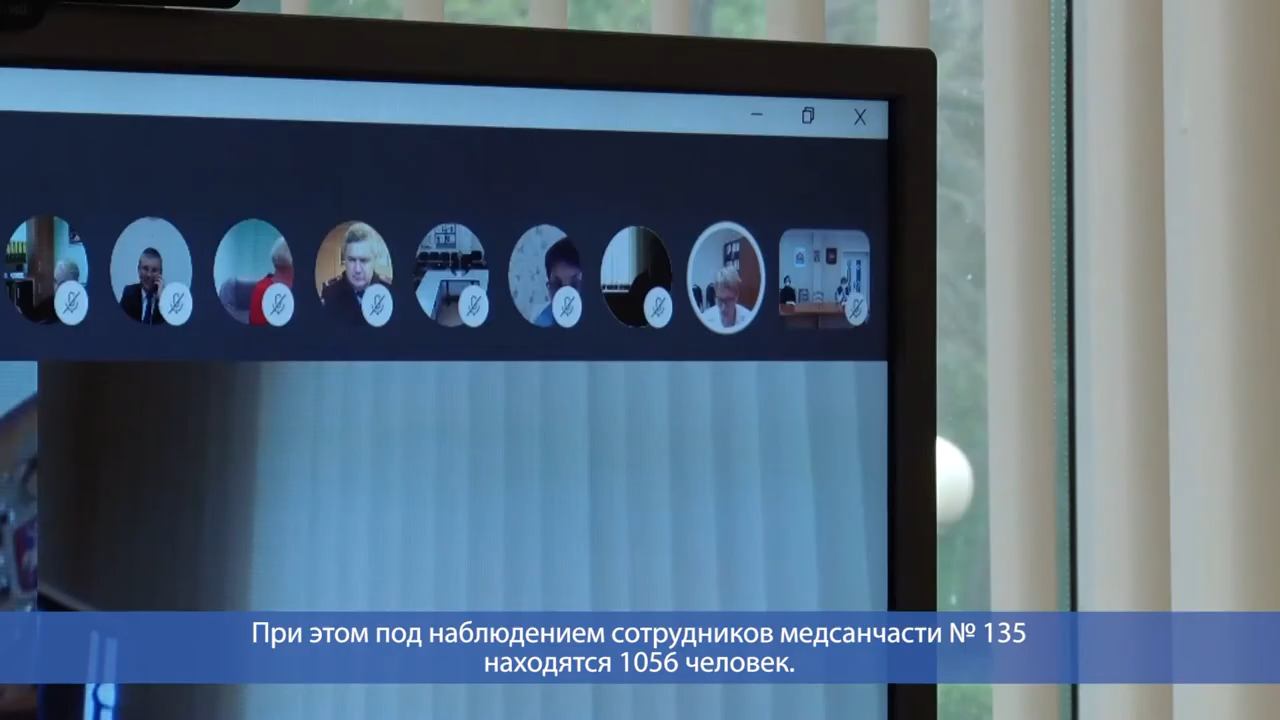 При этом под наблюдением сотрудников медсанчасти № 135
находятся 1056 человек.